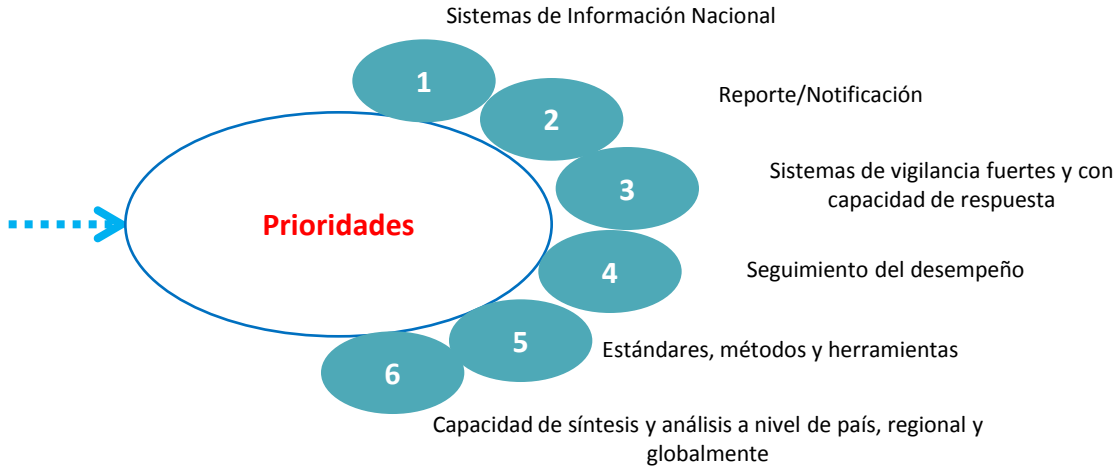 Sistemas de Información Nacional
1
2
Reporte/Notificación
3
Sistemas de vigilancia fuertes y con
capacidad de respuesta
Prioridades
4
Seguimiento del desempeño
5
Estándares, métodos y herramientas
6
Capacidad de síntesis y análisis a nivel de país, regional y
globalmente